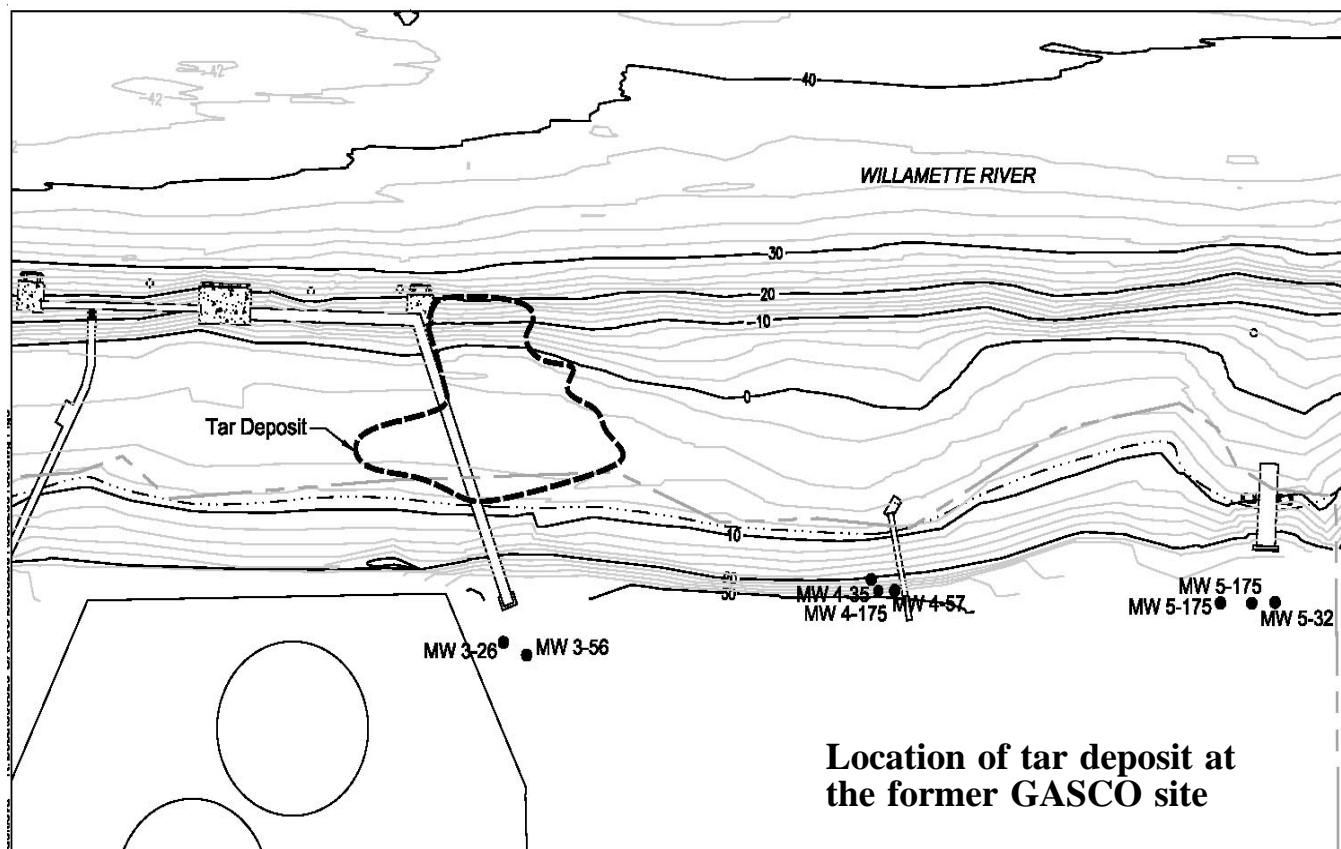 -42
-42
40
WILLAMETTE RIVER
30
20
-10
0
Tar Deposit
10
MW 4-35
MW 4-57
MW 4-175
MW 5-175
MW 5-175
MW 5-32
MW 3-26
MW 3-56
Location of tar deposit at
the former GASCO site